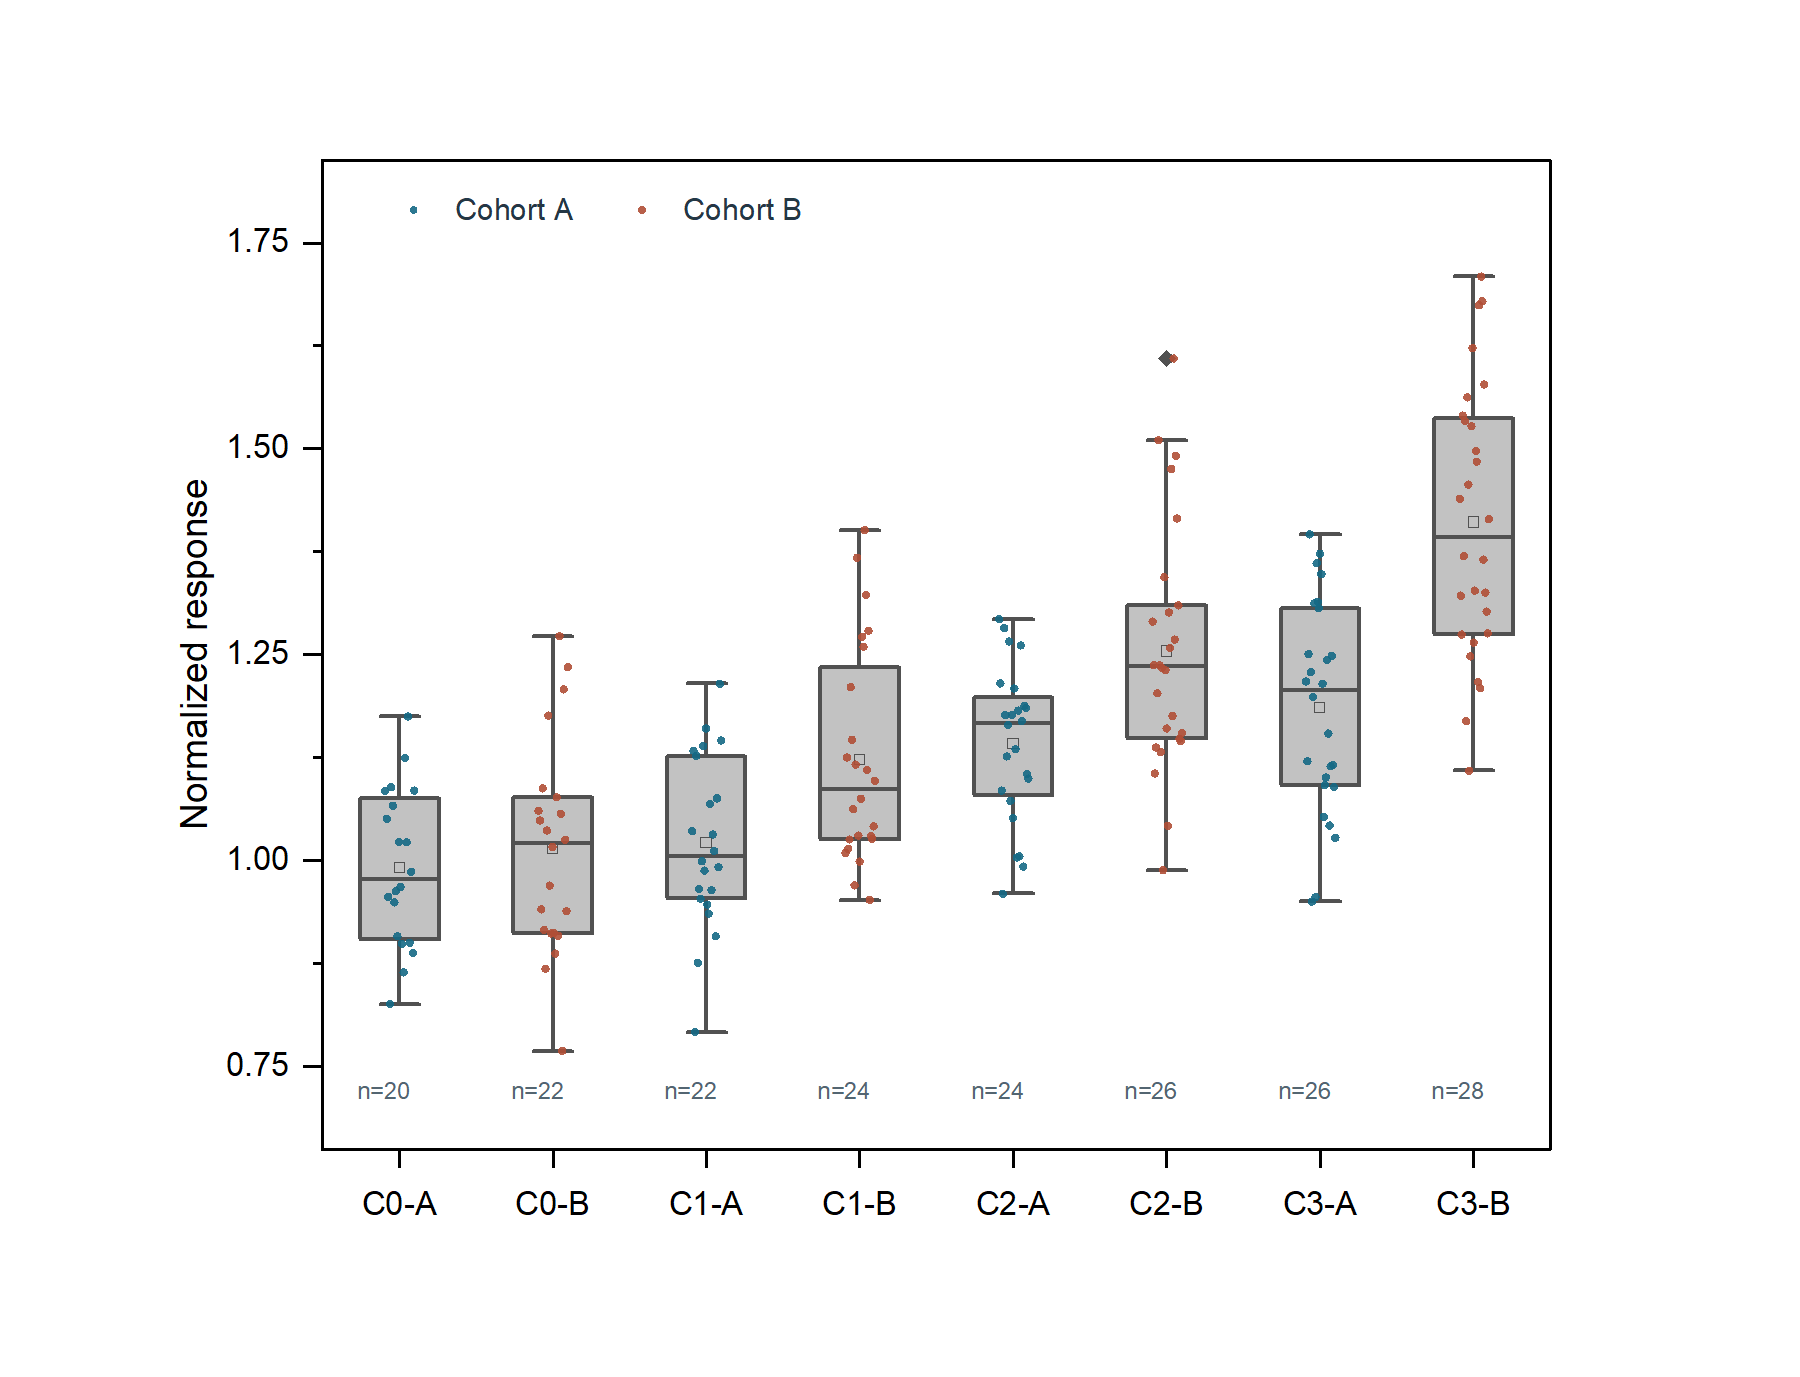 Cohort A Cohort B
1.75
1.50
1.25
1.00
0.75
Normalized response
n=20 n=22 n=22 n=24 n=24 n=26 n=26 n=28
C0-A C0-B C1-A C1-B C2-A C2-B C3-A C3-B